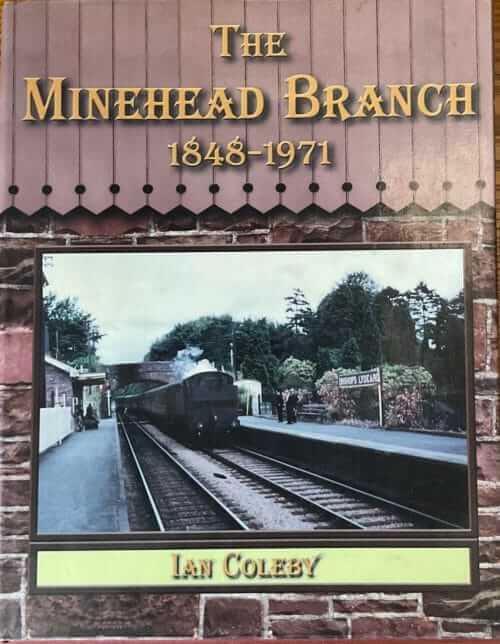 THE
MINEHEAD BRANCH
1848-1971
BISHOPS LYDEARD
IAN COLEBY